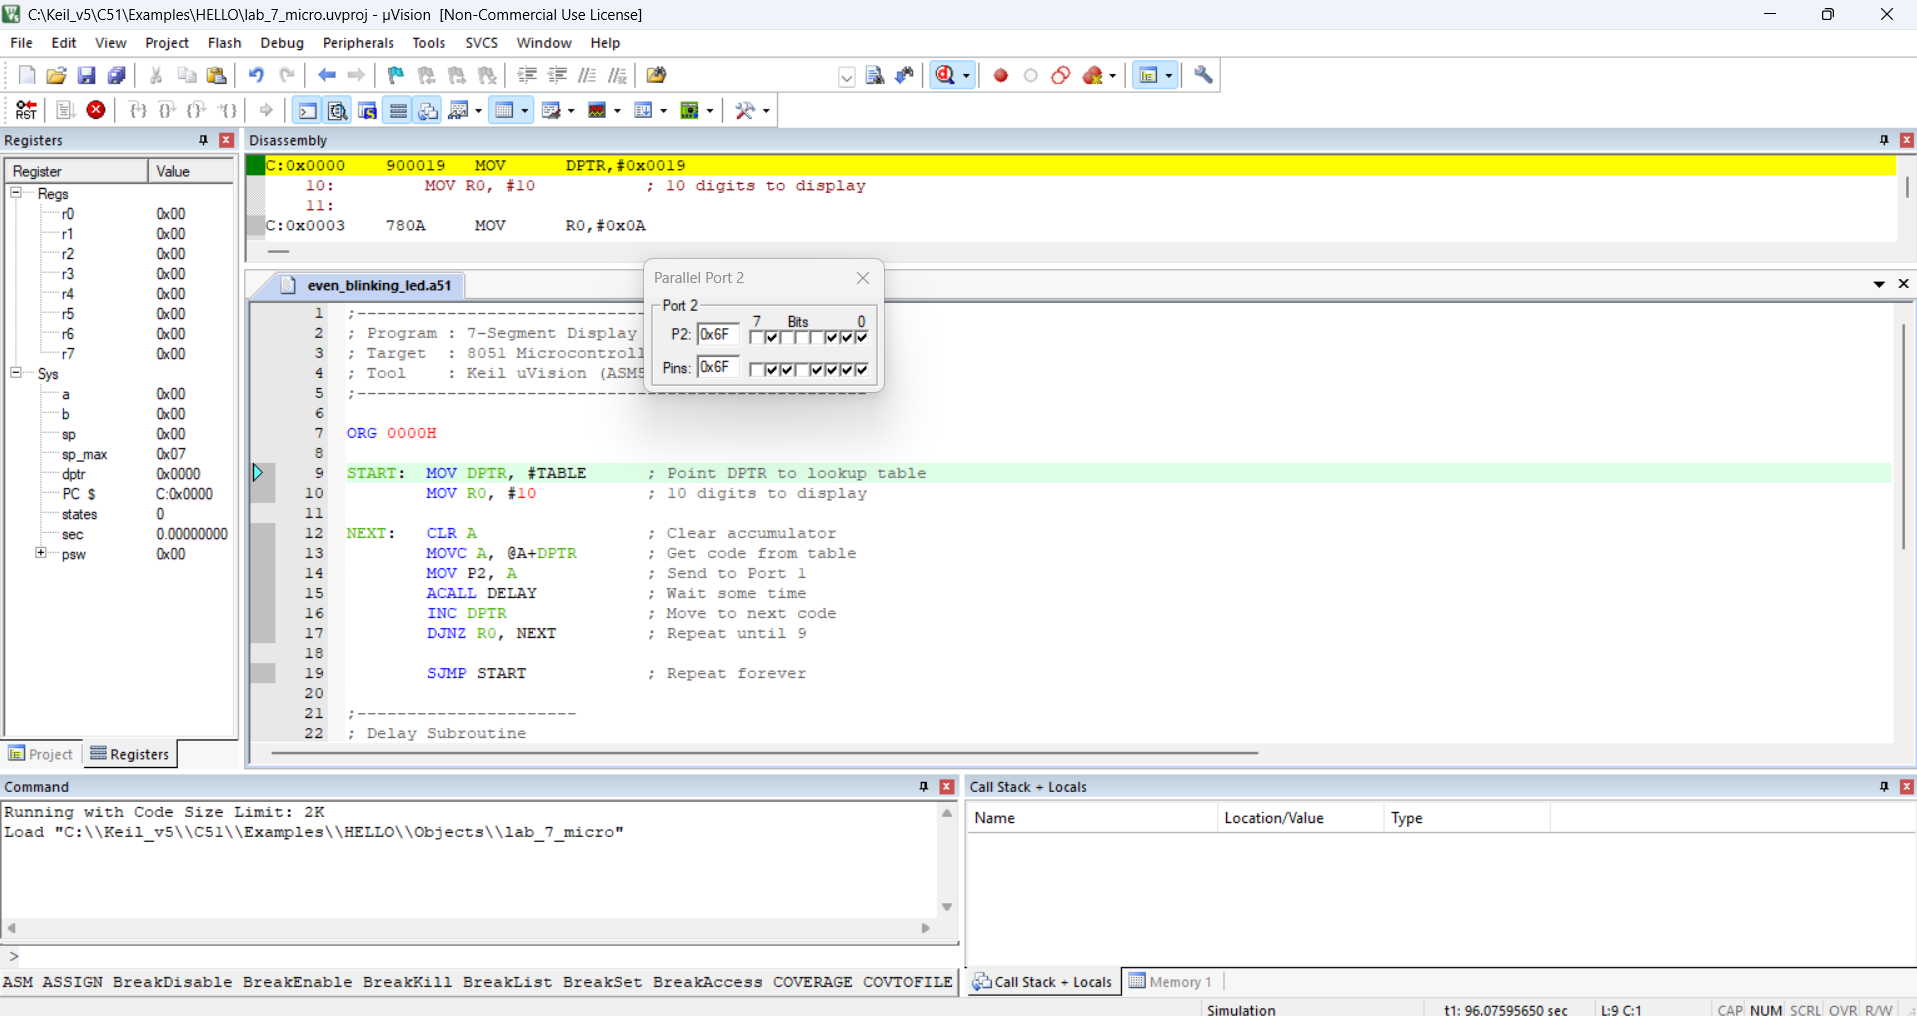 C:\Keil_v5\C51\Examples\HELLO\lab_7_micro.uvproj - µVision [Non-Commercial Use License]
File Edit View Project Flash Debug Peripherals Tools SVCS Window Help
RST
Registers
Register Value
Regs
r0 0x00
r1 0x00
r2 0x00
r3 0x00
r4 0x00
r5 0x00
r6 0x00
r7 0x00
Sys
a 0x00
b 0x00
sp 0x00
sp_max 0x07
dptr 0x0000
PC $ C:0x0000
states 0
sec 0.00000000
psw 0x00
Project Registers
Disassembly
C:0x0000 900019 MOV DPTR,#0x0019
10: MOV R0, #10 ; 10 digits to display
11:
C:0x0003 780A MOV R0,#0x0A
even_blinking_led.a51
1 ;-----------------------------
2 ; Program : 7-Segment Display
3 ; Target : 8051 Microcontroll
4 ; Tool : Keil uVision (ASM5
5 ;---------------------------------------------------
6
7 ORG 0000H
8
9 START: MOV DPTR, #TABLE ; Point DPTR to lookup table
10 MOV R0, #10 ; 10 digits to display
11
12 NEXT: CLR A ; Clear accumulator
13 MOVC A, @A+DPTR ; Get code from table
14 MOV P2, A ; Send to Port 1
15 ACALL DELAY ; Wait some time
16 INC DPTR ; Move to next code
17 DJNZ R0, NEXT ; Repeat until 9
18
19 SJMP START ; Repeat forever
20
21 ;----------------------
22 ; Delay Subroutine
Parallel Port 2
Port 2
7 Bits 0
P2: 0x6F
Pins: 0x6F
Command
Running with Code Size Limit: 2K
Load "C:\\Keil_v5\\C51\\Examples\\HELLO\\Objects\\lab_7_micro"
>
ASM ASSIGN BreakDisable BreakEnable BreakKill BreakList BreakSet BreakAccess COVERAGE COVTOFILE
Call Stack + Locals
Name Location/Value Type
Call Stack + Locals Memory 1
Simulation t1: 96.07595650 sec L:9 C:1 CAP NUM SCRL OVR R/W